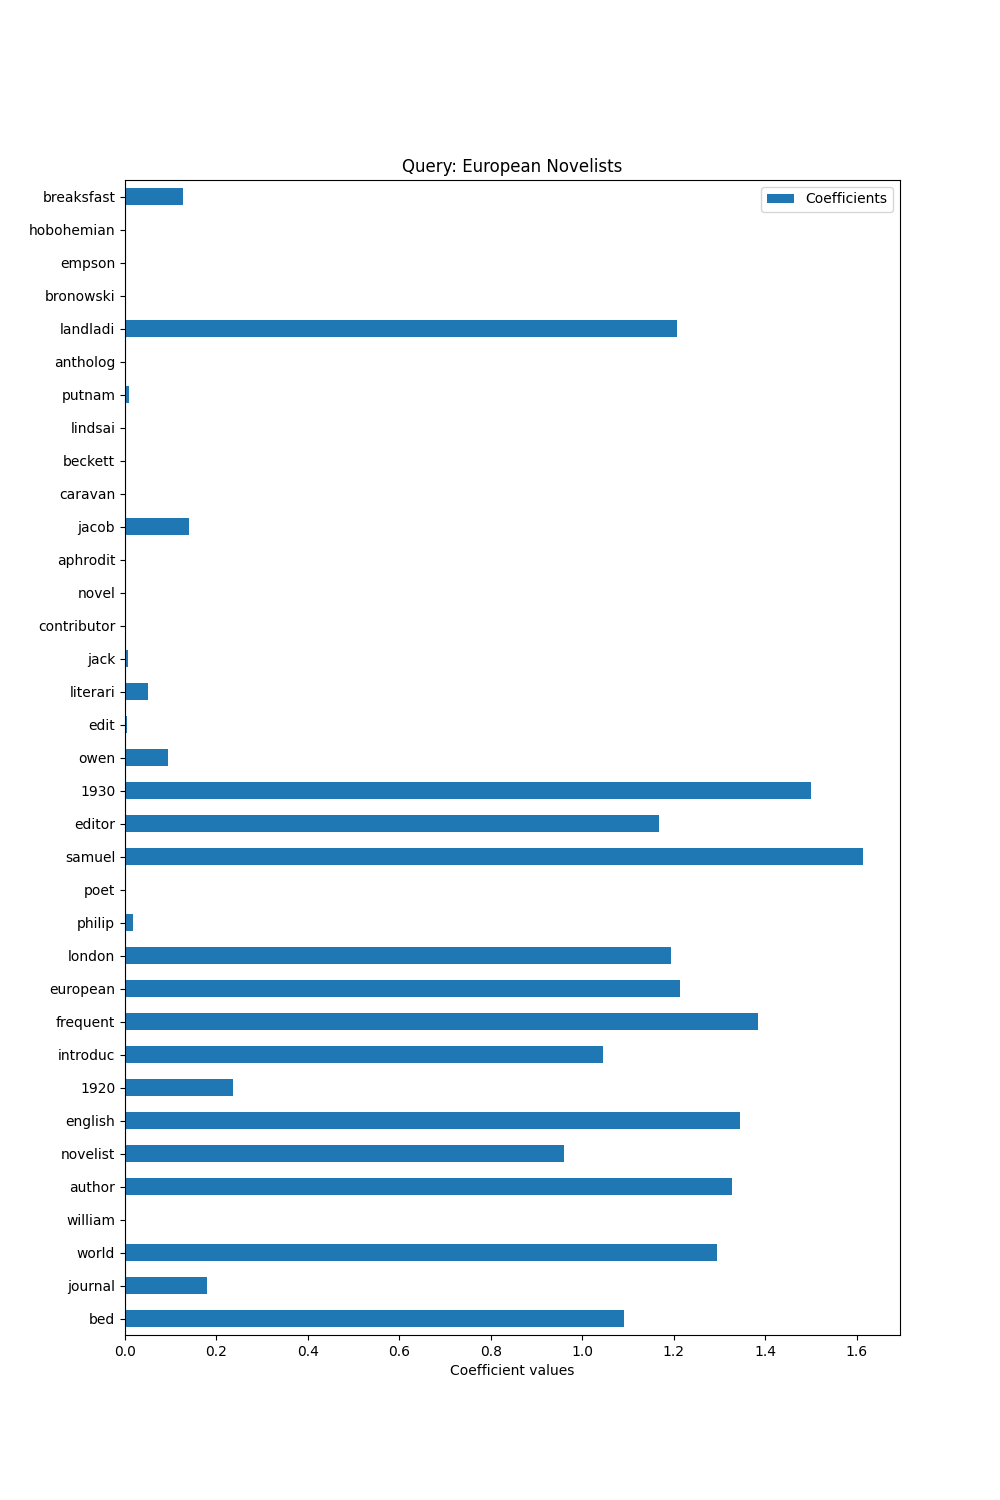 Query: European Novelists
Coefficients
breaksfast
hobohemian
empson
bronowski
landladi
antholog
putnam
lindsai
beckett
caravan
jacob
aphrodit
novel
contributor
jack
literari
edit
owen
1930
editor
samuel
poet
philip
london
european
frequent
introduc
1920
english
novelist
author
william
world
journal
bed
0.0 0.2 0.4 0.6 0.8 1.0 1.2 1.4 1.6
Coefficient values